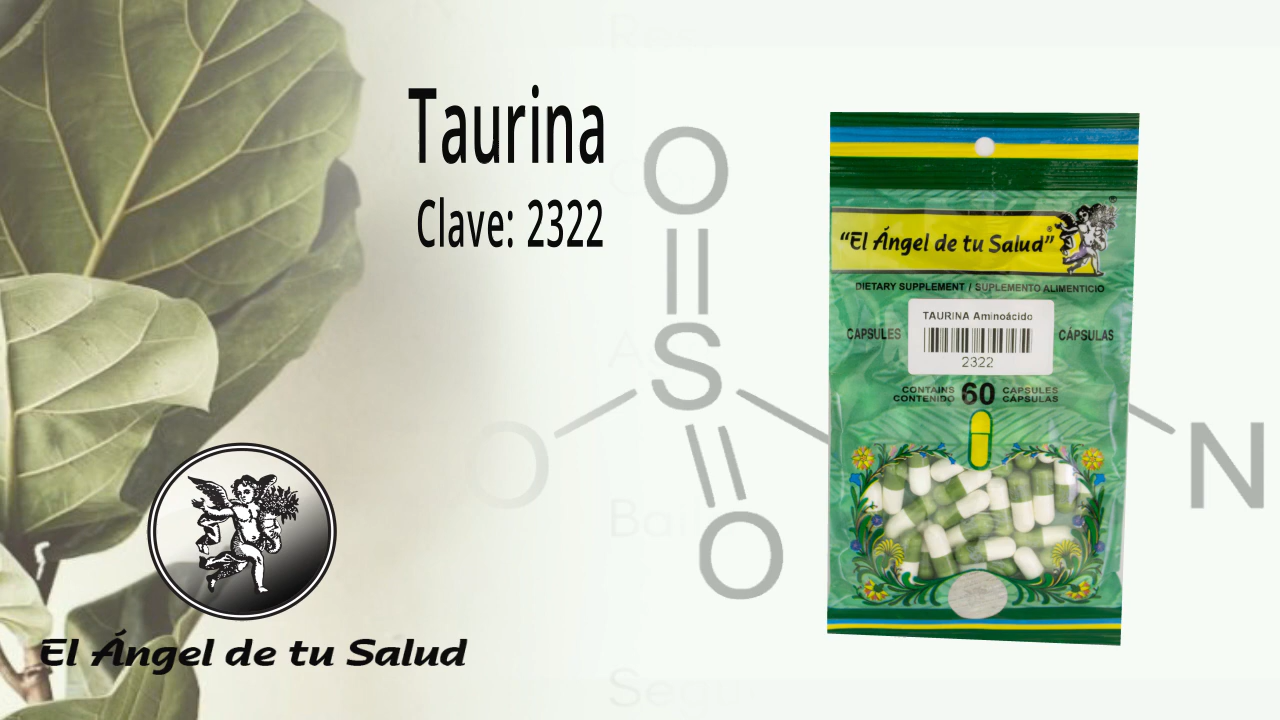 Taurina
Clave: 2322
O
S
O
O
N
El Ángel de tu Salud
"El Ángel de tu Salud"®
®
DIETARY SUPPLEMENT / SUPLEMENTO ALIMENTICIO
CAPSULES
TAURINA Aminoácido
2322
CÁPSULAS
CONTAINS 60 CAPSULES
CONTENIDO CÁPSULAS